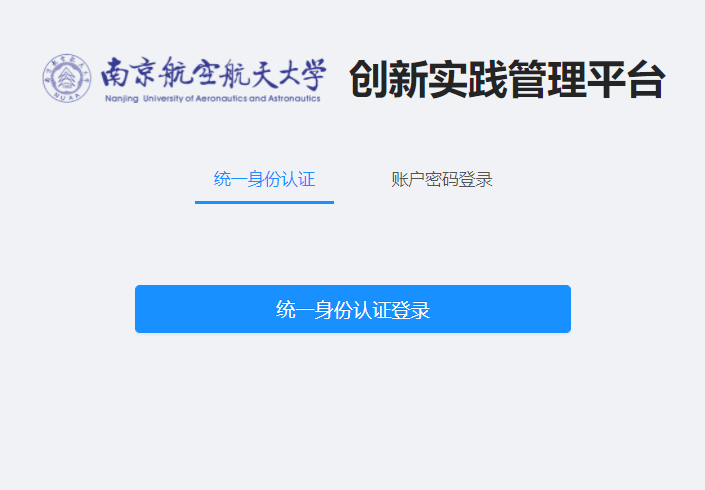 南京航空航天大学 创新实践管理平台
Nanjing University of Aeronautics and Astronautics
NUAA
统一身份认证 账户密码登录
统一身份认证登录